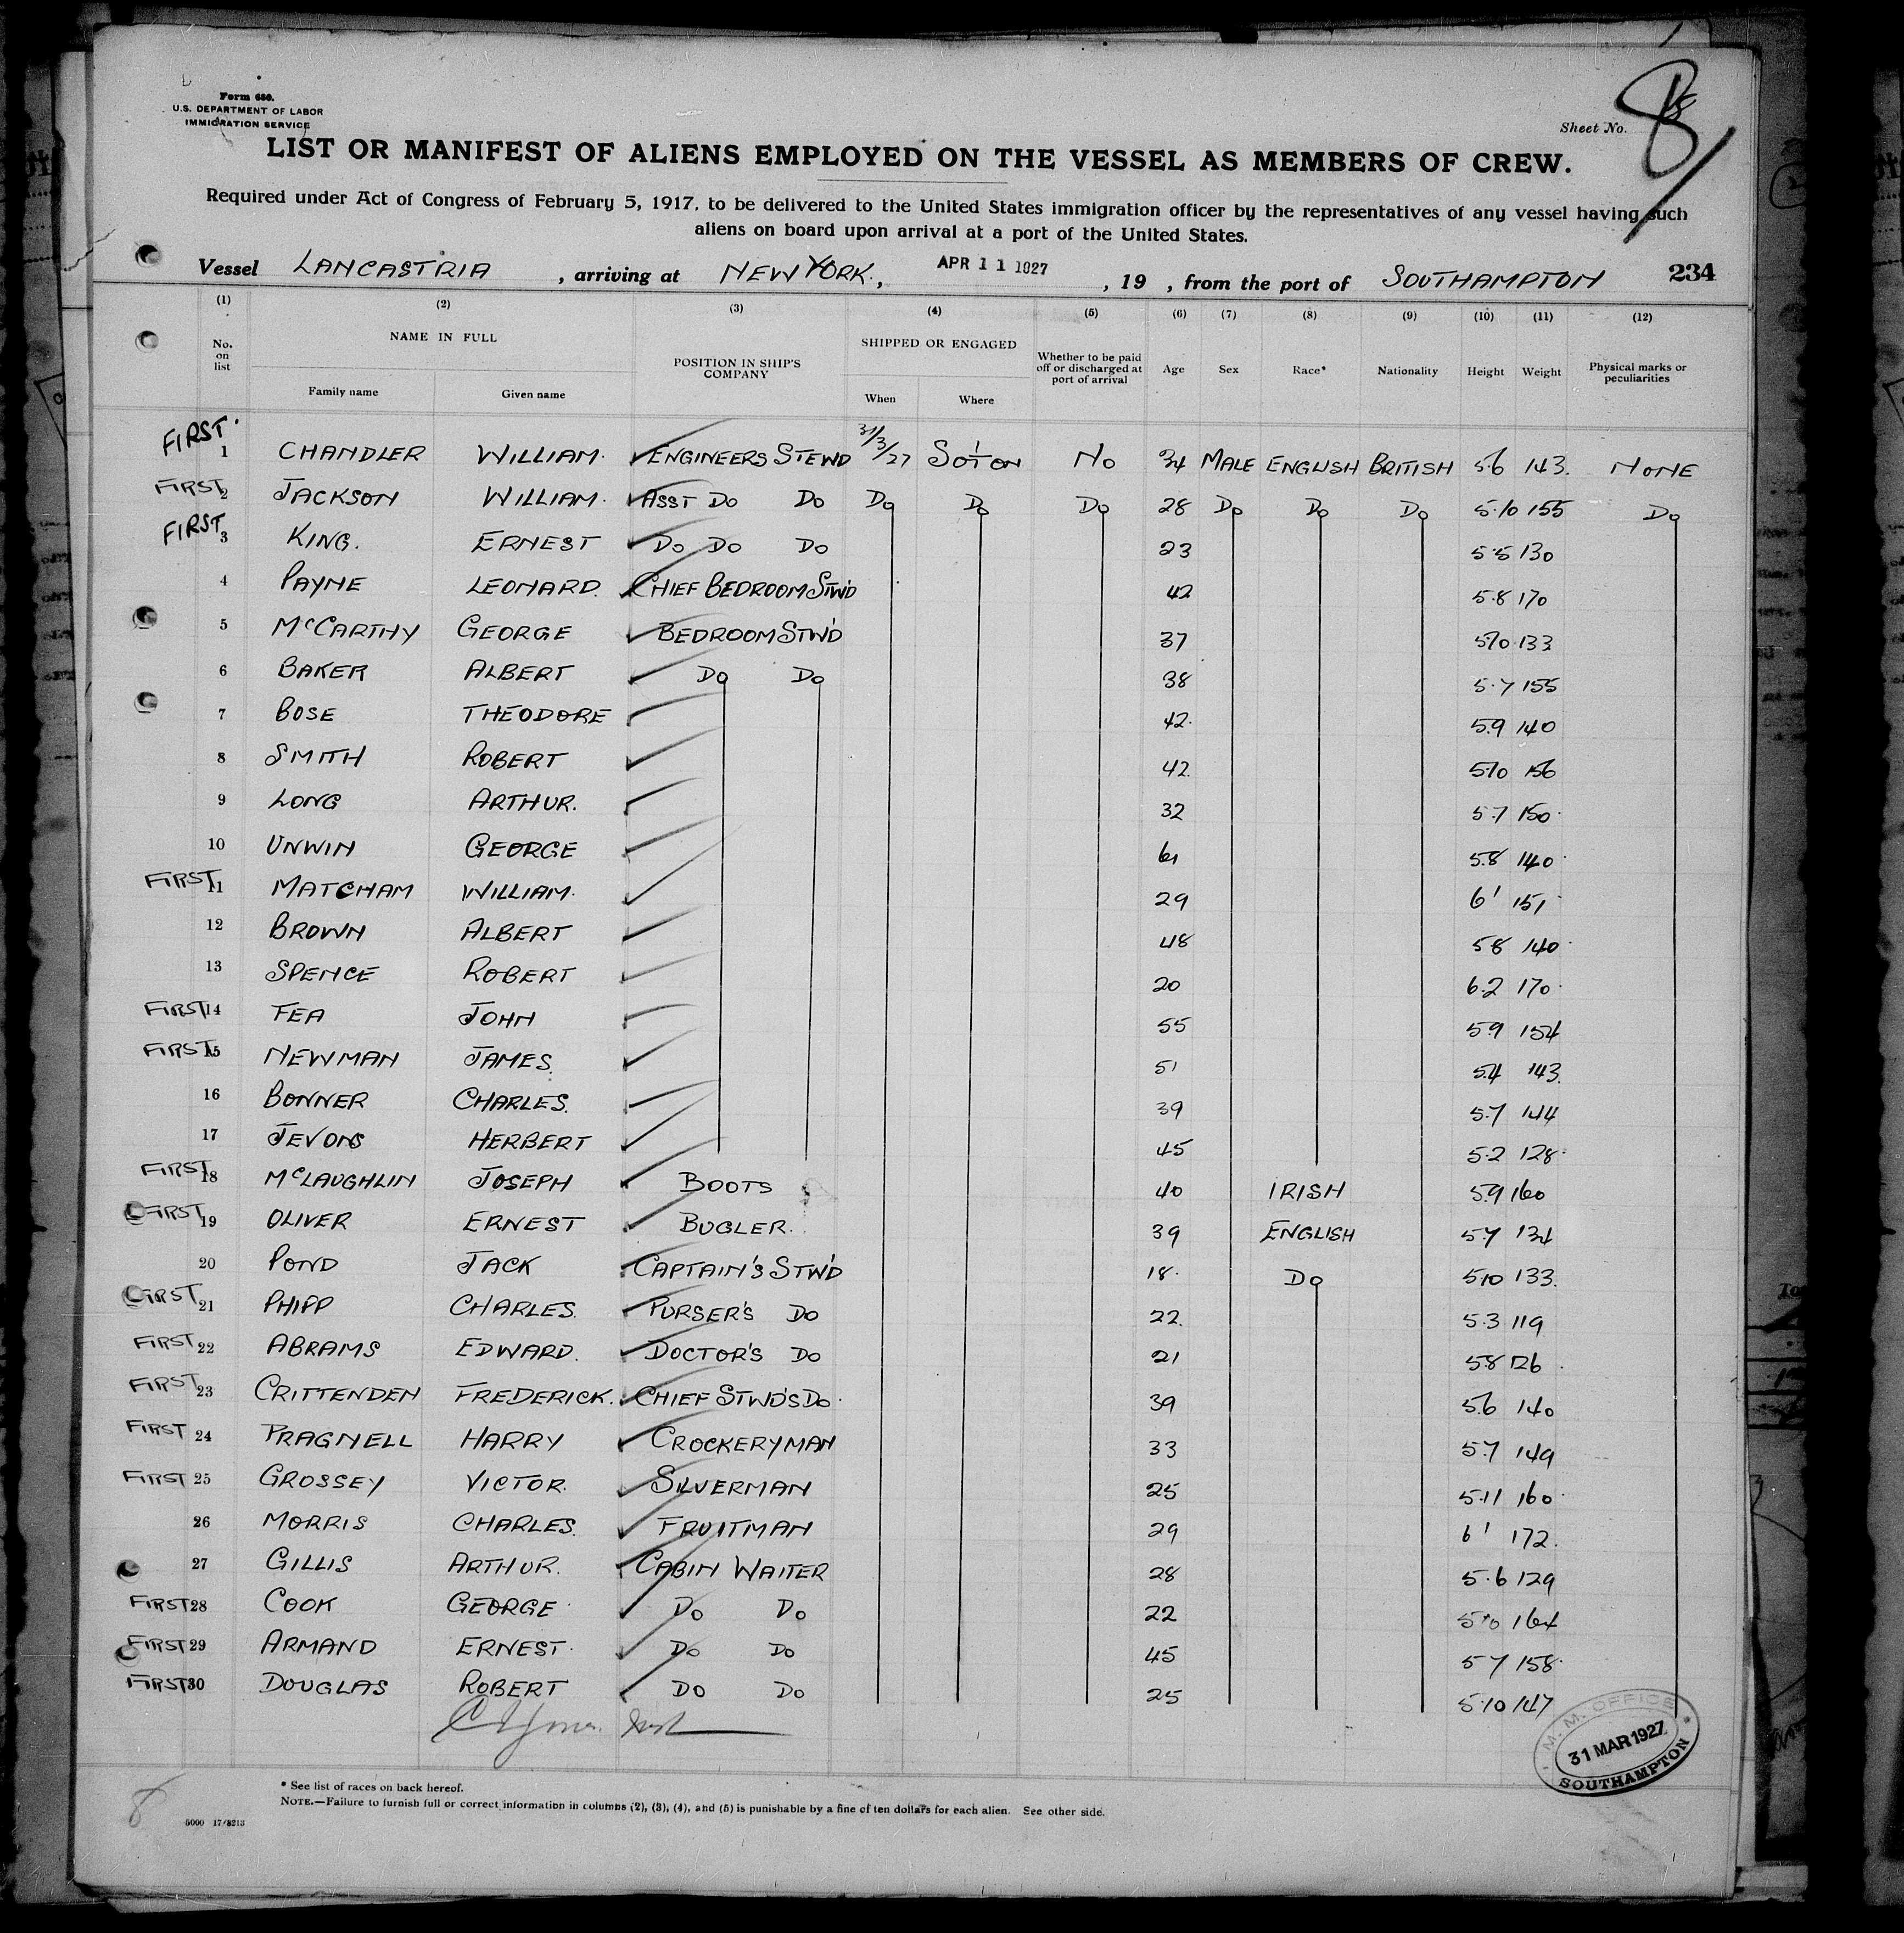 Form 680.
U.S. DEPARTMENT OF LABOR
IMMIGRATION SERVICE
Sheet No. 8
LIST OR MANIFEST OF ALIENS EMPLOYED ON THE VESSEL AS MEMBERS OF CREW.
Required under Act of Congress of February 5, 1917, to be delivered to the United States immigration officer by the representatives of any vessel having such
aliens on board upon arrival at a port of the United States.
Vessel LANCASTRIA, arriving at NEW YORK, APR 11 1927, 19 , from the port of SOUTHAMPTON 234
(1) (2) (3) (4) (5) (6) (7) (8) (9) (10) (11) (12)
No. on list NAME IN FULL Family name Given name POSITION IN SHIP'S COMPANY SHIPPED OR ENGAGED When Where Whether to be paid off or discharged at port of arrival Age Sex Race* Nationality Height Weight Physical marks or peculiarities
FIRST 1 CHANDLER WILLIAM. ENGINEERS STEWD 31/3/27 SO'TON NO 34 MALE ENGLISH BRITISH 5.6 143. NONE
FIRST 2 JACKSON WILLIAM. ASST DO DO DO DO DO 28 DO DO DO 5.10 155 DO
FIRST 3 KING. ERNEST DO DO DO 23 5.5 130
4 PAYNE LEONARD. CHIEF BEDROOM STW'D 42 5.8 170
5 McCARTHY GEORGE BEDROOM STW'D 37 5.10 133
6 BAKER ALBERT DO DO 38 5.7 155
7 BOSE THEODORE 42. 5.9 140
8 SMITH ROBERT 42. 5.10 156
9 LONG ARTHUR. 32 5.7 150
10 UNWIN GEORGE 61 5.8 140
FIRST 11 MATCHAM WILLIAM. 29 6' 151
12 BROWN ALBERT 48 5.8 140
13 SPENCE ROBERT 20 6.2 170
FIRST 14 FEA JOHN 55 5.9 154
FIRST 15 NEWMAN JAMES. 51 5.4 143.
16 BONNER CHARLES. 39 5.7 144
17 JEVONS HERBERT 45 5.2 128
FIRST 18 McLAUGHLIN JOSEPH BOOTS 40 IRISH 5.9 160
FIRST 19 OLIVER ERNEST BUGLER. 39 ENGLISH 5.7 134
20 POND JACK CAPTAIN'S STW'D 18. DO 5.10 133.
FIRST 21 PHIPP CHARLES. PURSER'S DO 22. 5.3 119
FIRST 22 ABRAMS EDWARD. DOCTOR'S DO 21 5.8 126
FIRST 23 CRITTENDEN FREDERICK. CHIEF STWD'S DO. 39 5.6 140
FIRST 24 PRAGNELL HARRY CROCKERYMAN 33 5.7 149
FIRST 25 GROSSEY VICTOR. SILVERMAN 25 5.11 160
26 MORRIS CHARLES. FRUITMAN 29 6' 172.
27 GILLIS ARTHUR. CABIN WAITER 28 5.6 129
FIRST 28 COOK GEORGE DO DO 22 5.10 164
FIRST 29 ARMAND ERNEST. DO DO 45 5.7 158
FIRST 30 DOUGLAS ROBERT DO DO 25 5.10 147
M. M. OFFICE
31 MAR 1927
SOUTHAMPTON
* See list of races on back hereof.
NOTE.—Failure to furnish full or correct information in columns (2), (3), (4), and (5) is punishable by a fine of ten dollars for each alien. See other side.
8